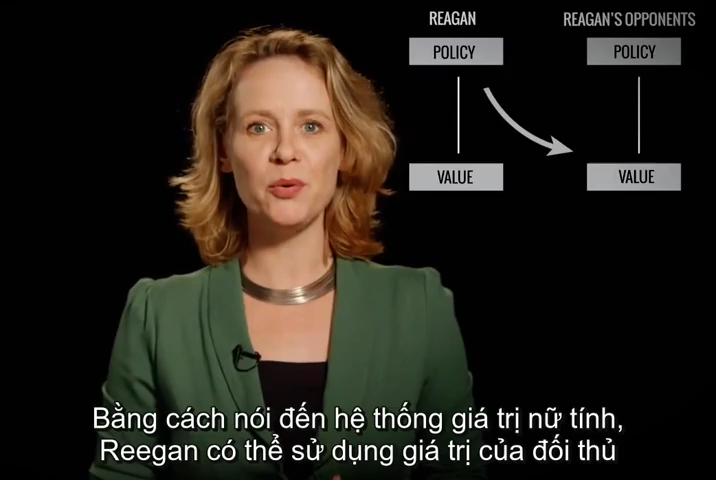 REAGAN
REAGAN'S OPPONENTS
POLICY
POLICY
VALUE
VALUE
Bằng cách nói đến hệ thống giá trị nữ tính,
Reegan có thể sử dụng giá trị của đối thủ